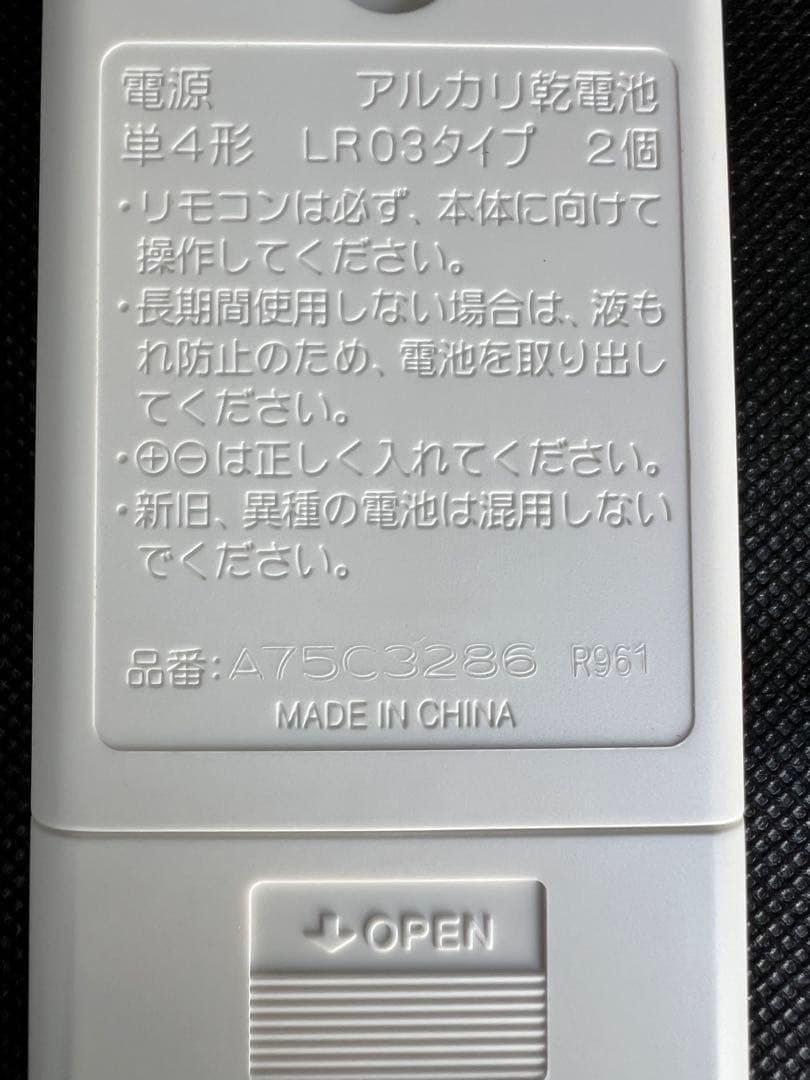 電源 アルカリ乾電池
単4形 LR03タイプ 2個
・リモコンは必ず、本体に向けて
操作してください。
・長期間使用しない場合は、液も
れ防止のため、電池を取り出し
てください。
・⊕⊖は正しく入れてください。
・新旧、異種の電池は混用しない
でください。
品番:A75C3286 R961
MADE IN CHINA
OPEN